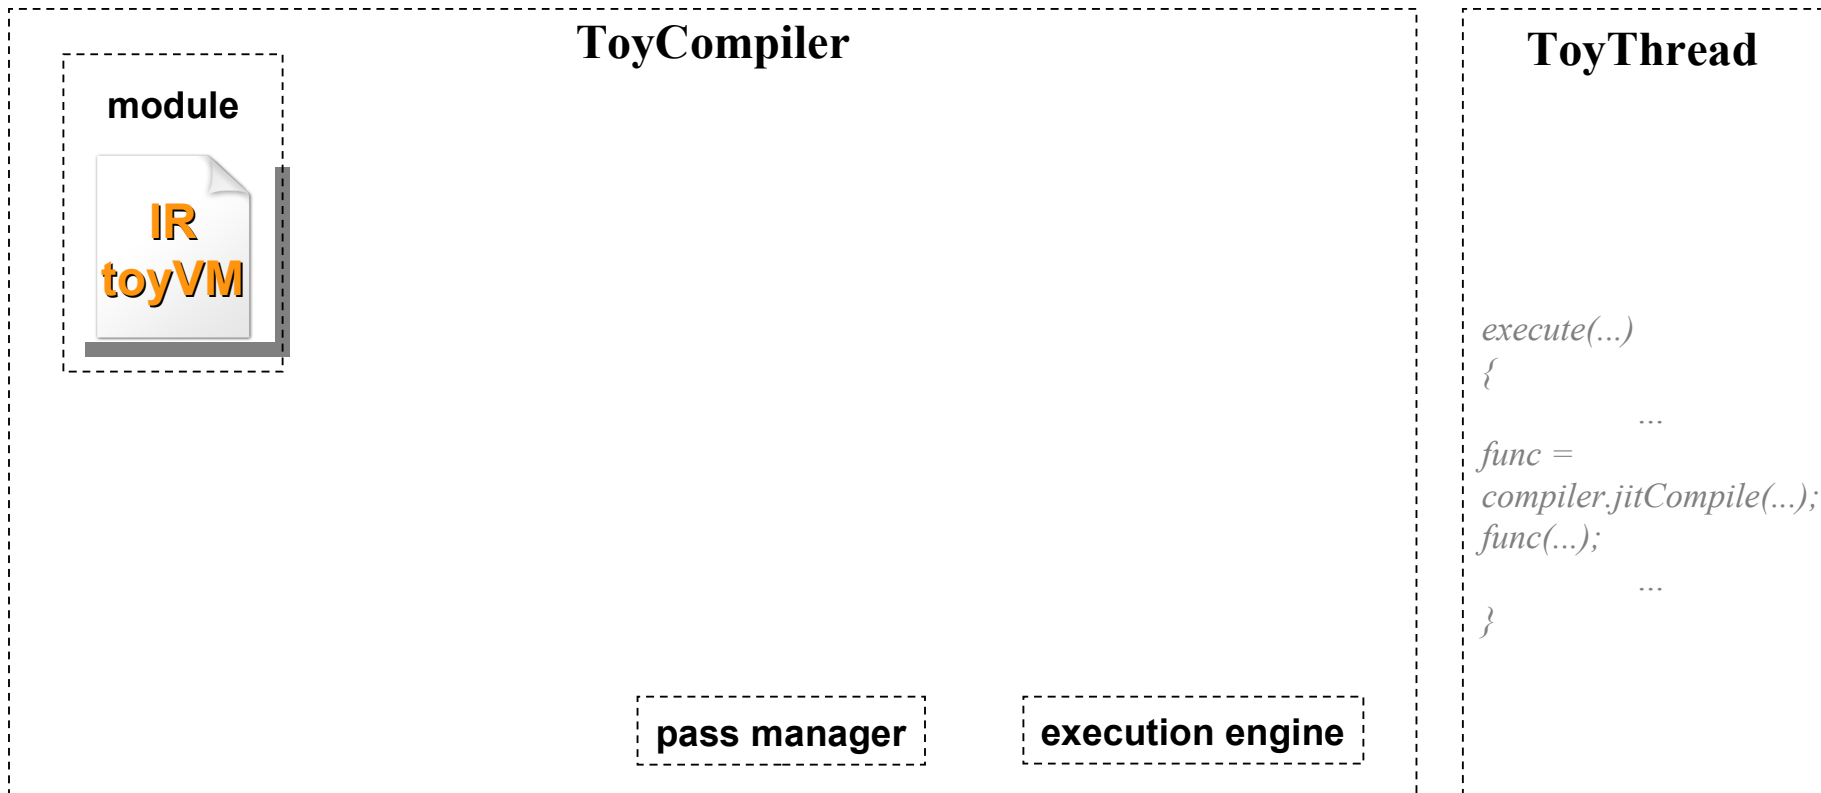 ToyCompiler
module
IR
toyVM
pass manager
execution engine
ToyThread
execute(...)
{
...
func =
compiler.jitCompile(...);
func(...);
...
}